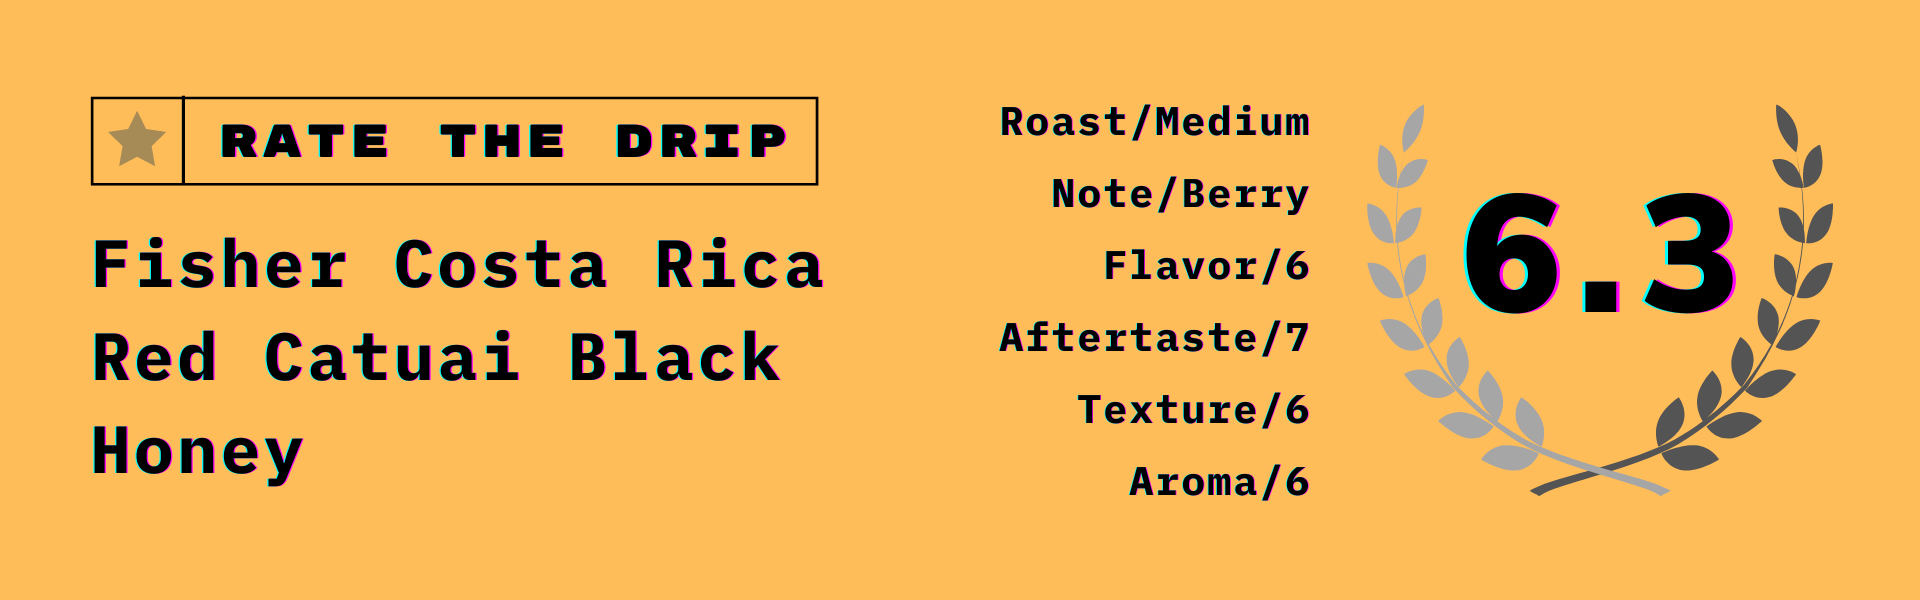 RATE THE DRIP
Fisher Costa Rica
Red Catuai Black
Honey
Roast/Medium
Note/Berry
Flavor/6
Aftertaste/7
Texture/6
Aroma/6
6.3